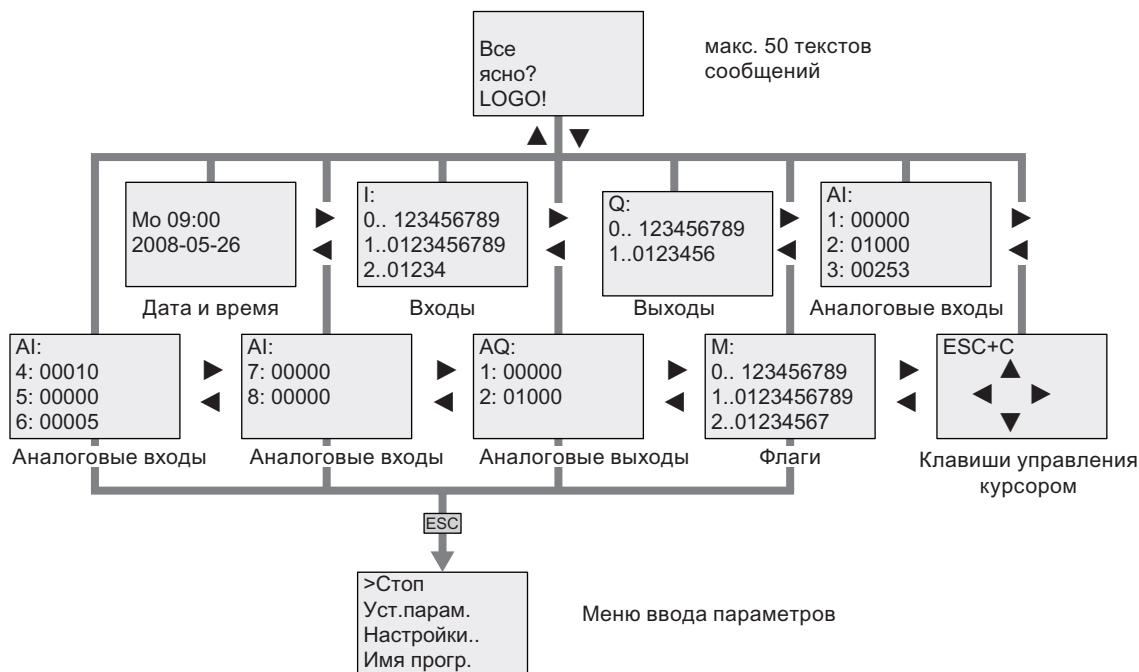 Все
ясно?
LOGO!
макс. 50 текстов
сообщений
Mo 09:00
2008-05-26
Дата и время
I:
0.. 123456789
1..0123456789
2..01234
Входы
Q:
0.. 123456789
1..0123456
Выходы
AI:
1: 00000
2: 01000
3: 00253
Аналоговые входы
AI:
4: 00010
5: 00000
6: 00005
Аналоговые входы
AI:
7: 00000
8: 00000
Аналоговые входы
AQ:
1: 00000
2: 01000
Аналоговые выходы
M:
0.. 123456789
1..0123456789
2..01234567
Флаги
ESC+C
Клавиши управления
курсором
ESC
>Стоп
Уст.парам.
Настройки..
Имя прогр.
Меню ввода параметров